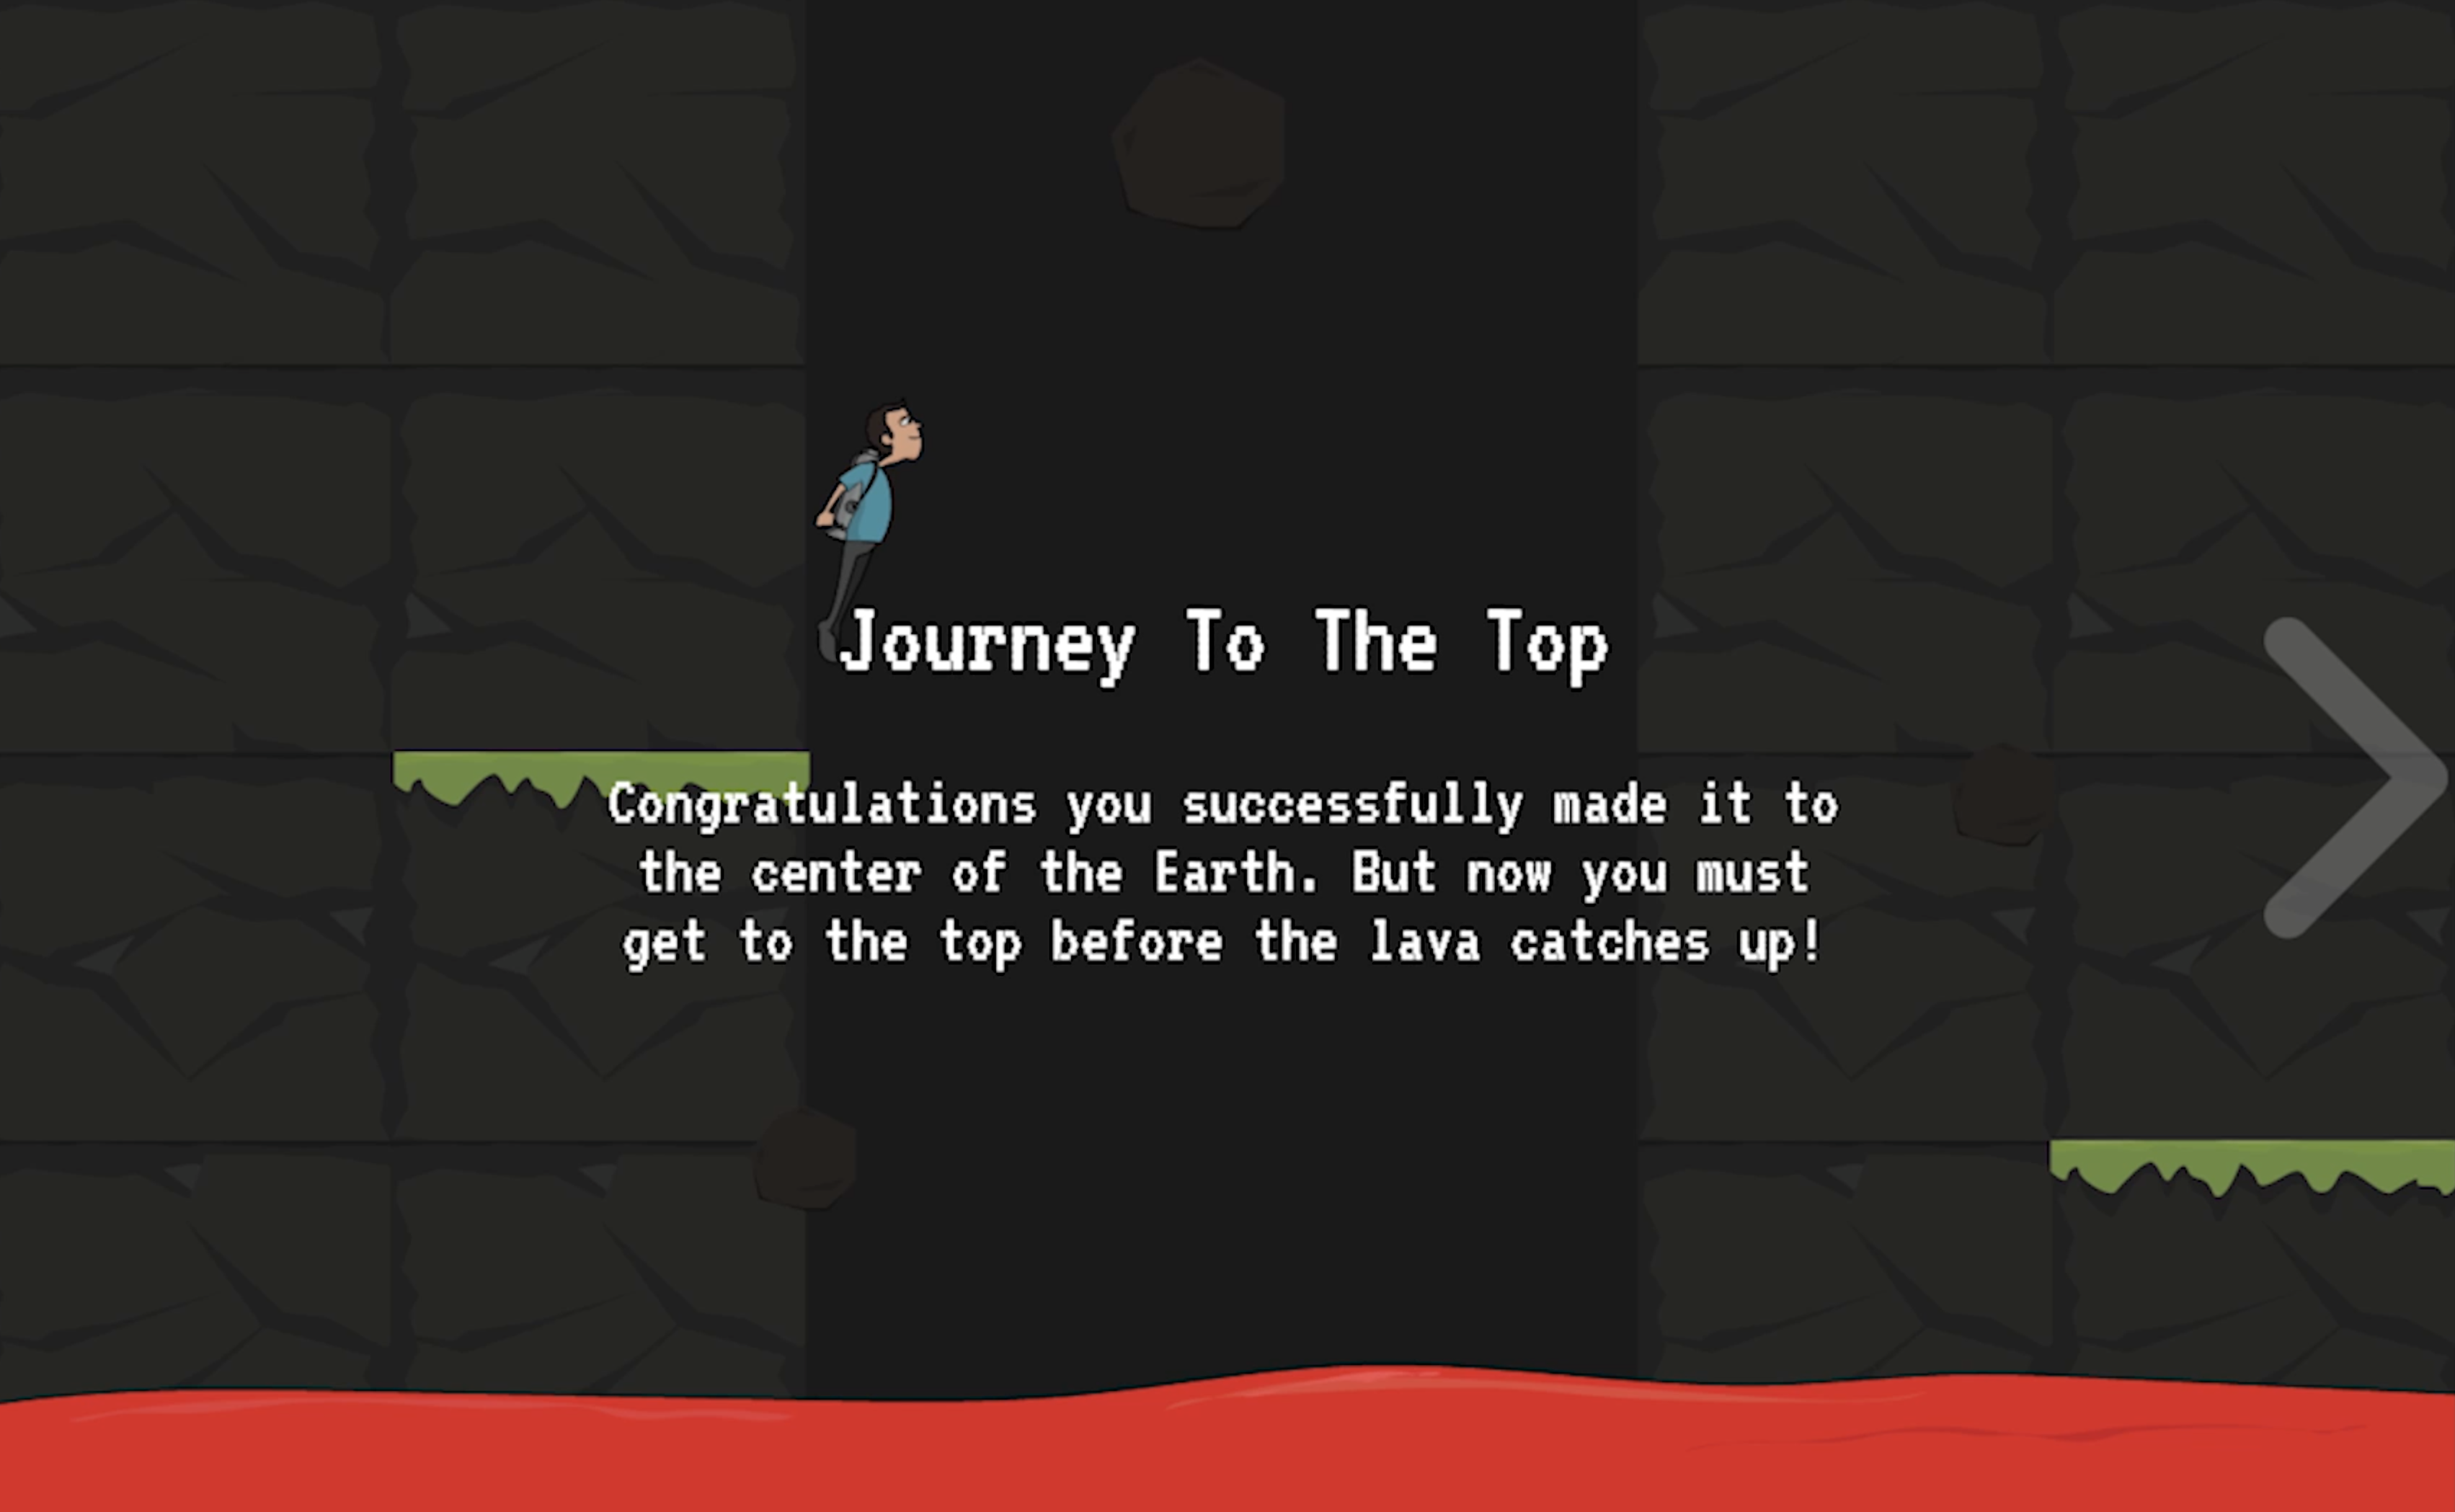 Journey To The Top
Congratulations you successfully made it to
the center of the Earth. But now you must
get to the top before the lava catches up!